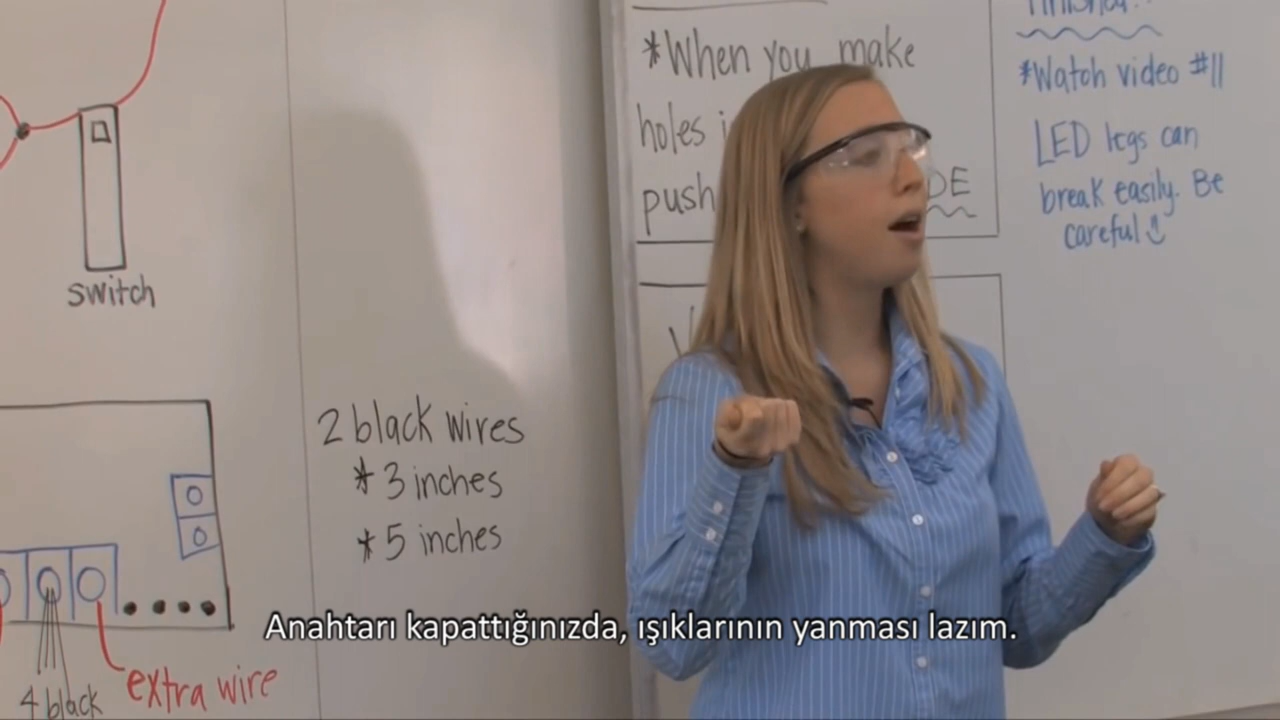 switch
4 black
extra wire
2 black wires
* 3 inches
* 5 inches
*When you make
holes
push
finished?
*Watch video #11
LED legs can
break easily. Be
careful
Anahtarı kapattığınızda, ışıklarının yanması lazım.